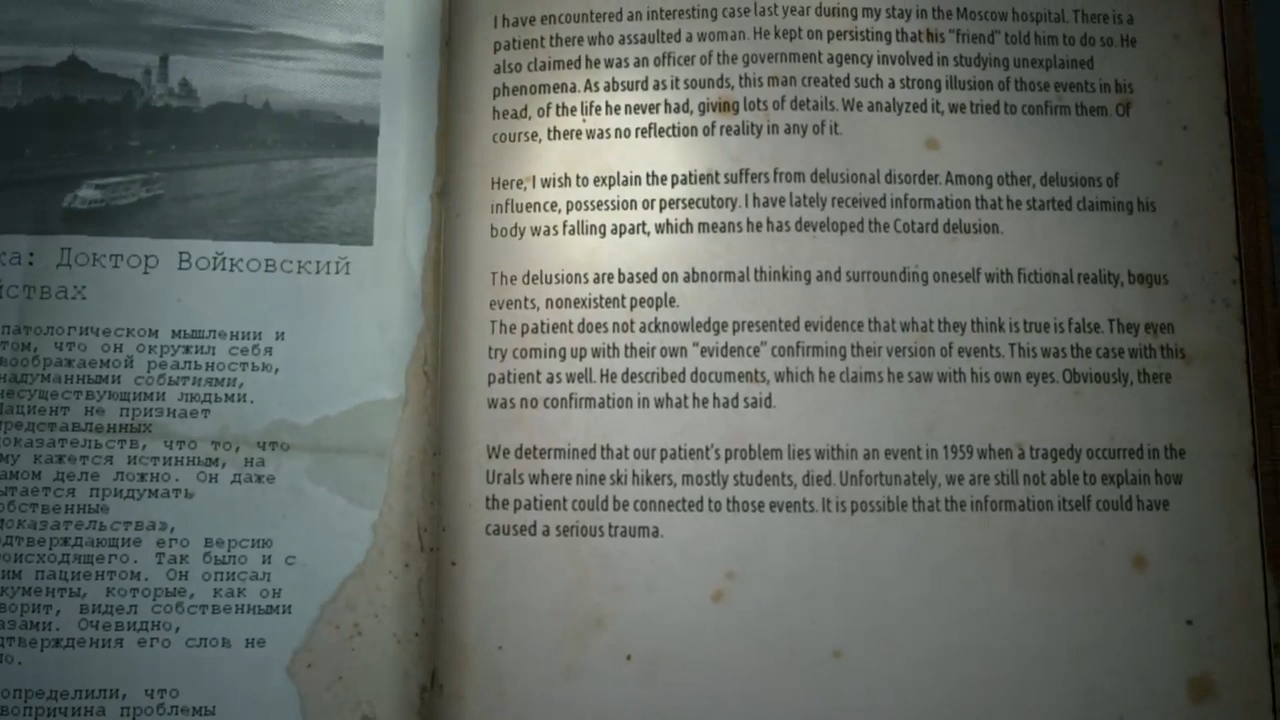 Доктор Войковский
патологическом мышлении и
том, что он окружил себя
воображаемой реальностью,
надуманными событиями,
несуществующими людьми.
Пациент не признает
представленных
доказательств, что то, что
ему кажется истинным, на
самом деле ложно. Он даже
пытается придумать
собственные
доказательства»,
его версию
Так было и с
пациентом. Он описал
которые, как он
видел собственными
Очевидно,
его слов не
определили, что
проблемы
I have encountered an interesting case last year during my stay in the Moscow hospital. There is a
patient there who assaulted a woman. He kept on persisting that his "friend" told him to do so. He
also claimed he was an officer of the government agency involved in studying unexplained
phenomena. As absurd as it sounds, this man created such a strong illusion of those events in his
head, of the life he never had, giving lots of details. We analyzed it, we tried to confirm them. Of
course, there was no reflection of reality in any of it.
Here, I wish to explain the patient suffers from delusional disorder. Among other, delusions of
influence, possession or persecutory. I have lately received information that he started claiming his
body was falling apart, which means he has developed the Cotard delusion.
The delusions are based on abnormal thinking and surrounding oneself with fictional reality, bogus
events, nonexistent people.
The patient does not acknowledge presented evidence that what they think is true is false. They even
try coming up with their own "evidence" confirming their version of events. This was the case with this
patient as well. He described documents, which he claims he saw with his own eyes. Obviously, there
was no confirmation in what he had said.
We determined that our patient's problem lies within an event in 1959 when a tragedy occurred in the
Urals where nine ski hikers, mostly students, died. Unfortunately, we are still not able to explain how
the patient could be connected to those events. It is possible that the information itself could have
caused a serious trauma.